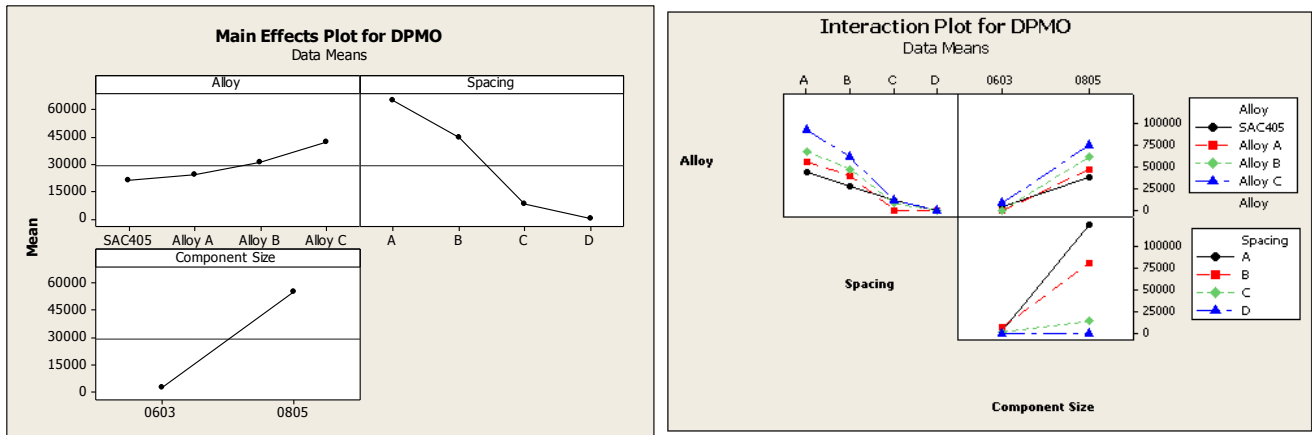 Main Effects Plot for DPMO
Data Means
Alloy Spacing
60000
45000
30000
15000
0
SAC405 Alloy A Alloy B Alloy C A B C D
Component Size
60000
45000
30000
15000
0
0603 0805
Mean
Interaction Plot for DPMO
Data Means
A B C D 0603 0805
Alloy
100000
75000
50000
25000
0
Alloy
SAC405
Alloy A
Alloy B
Alloy C
Alloy
Spacing
100000
75000
50000
25000
0
Spacing
A
B
C
D
Component Size